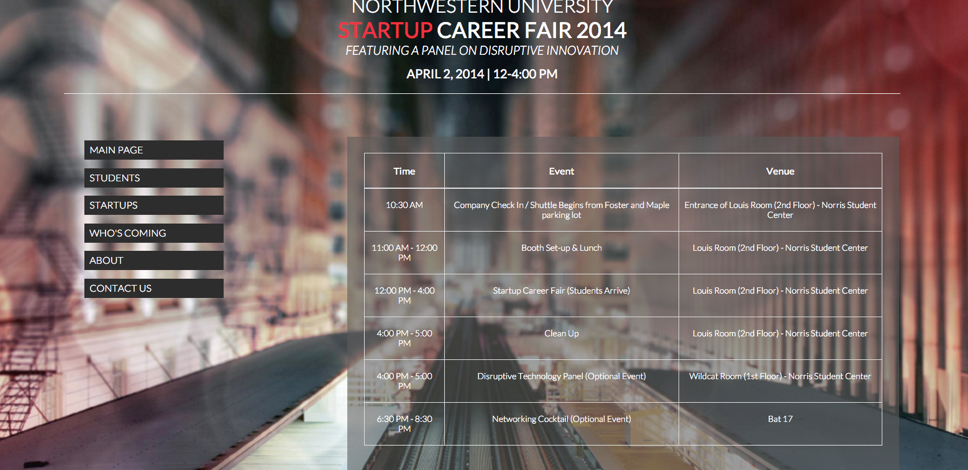 NORTHWESTERN UNIVERSITY
STARTUP CAREER FAIR 2014
FEATURING A PANEL ON DISRUPTIVE INNOVATION
APRIL 2, 2014 | 12-4:00 PM
MAIN PAGE
STUDENTS
STARTUPS
WHO'S COMING
ABOUT
CONTACT US
Time Event Venue
10:30 AM
Company Check In / Shuttle Begins from Foster and Maple
parking lot
Entrance of Louis Room (2nd Floor) - Norris Student
Center
11:00 AM - 12:00
PM
Booth Set-up & Lunch
Louis Room (2nd Floor) - Norris Student Center
12:00 PM - 4:00
PM
Startup Career Fair (Students Arrive)
Louis Room (2nd Floor) - Norris Student Center
4:00 PM - 5:00
PM
Clean Up
Louis Room (2nd Floor) - Norris Student Center
4:00 PM - 5:00
PM
Disruptive Technology Panel (Optional Event)
Wildcat Room (1st Floor) - Norris Student Center
6:30 PM - 8:30
PM
Networking Cocktail (Optional Event)
Bat 17